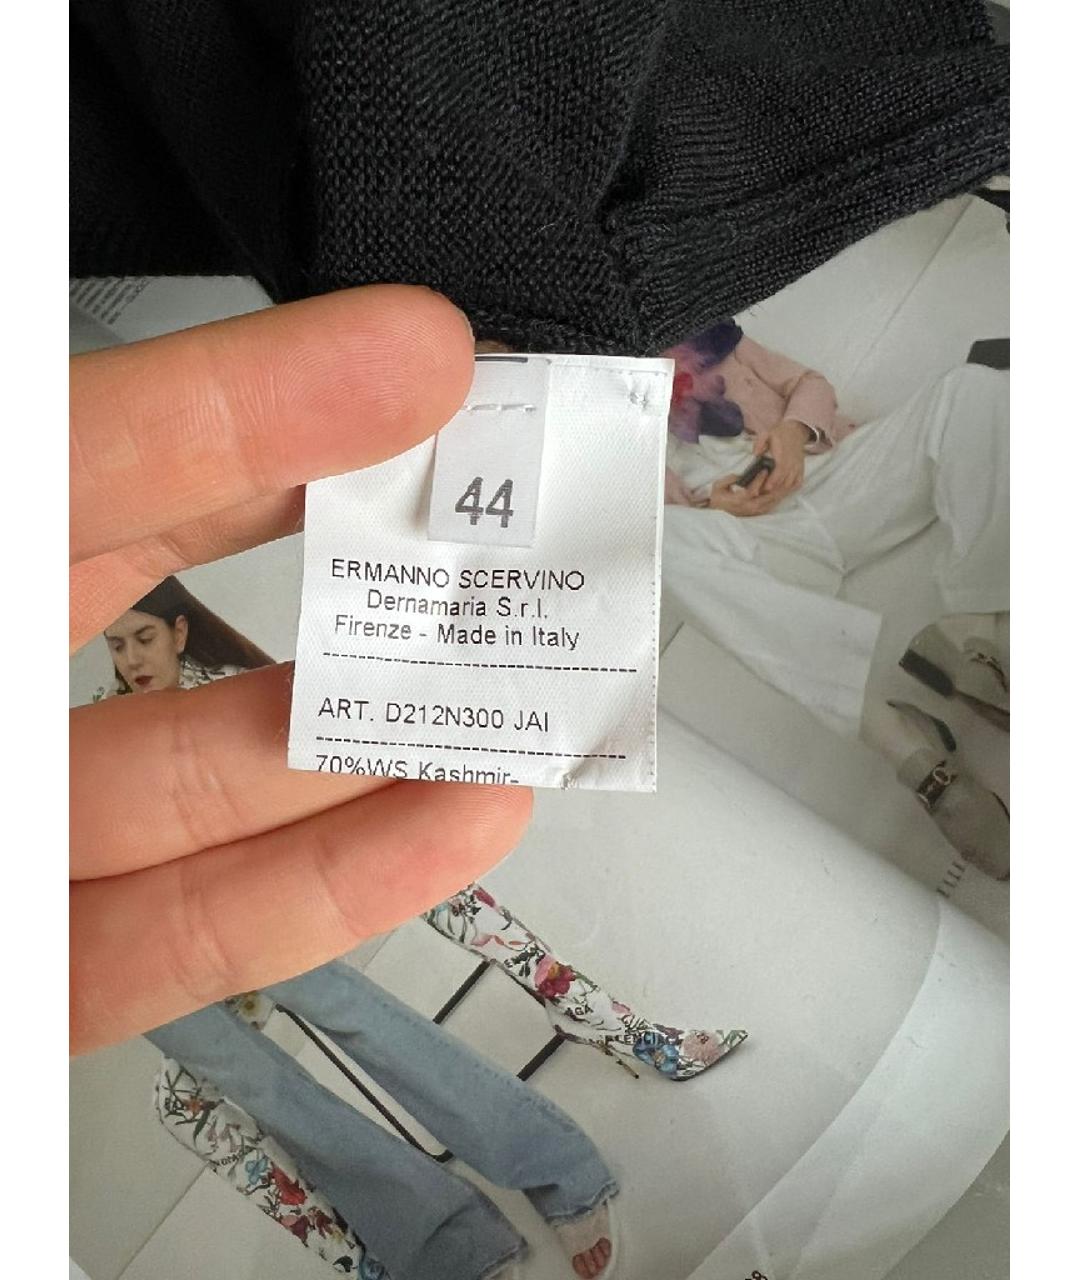 44
ERMANNO SCERVINO
Dernamaria S.r.l.
Firenze - Made in Italy
ART. D212N300 JAI
70%WS Kashmir-